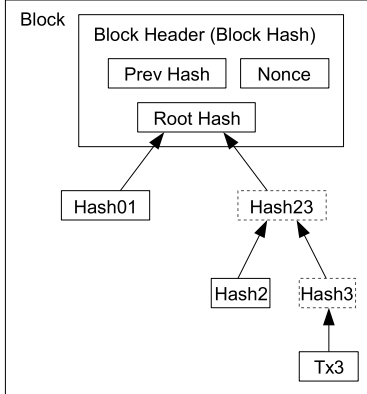 Block
Block Header (Block Hash)
Prev Hash
Nonce
Root Hash
Hash01
Hash23
Hash2
Hash3
Tx3